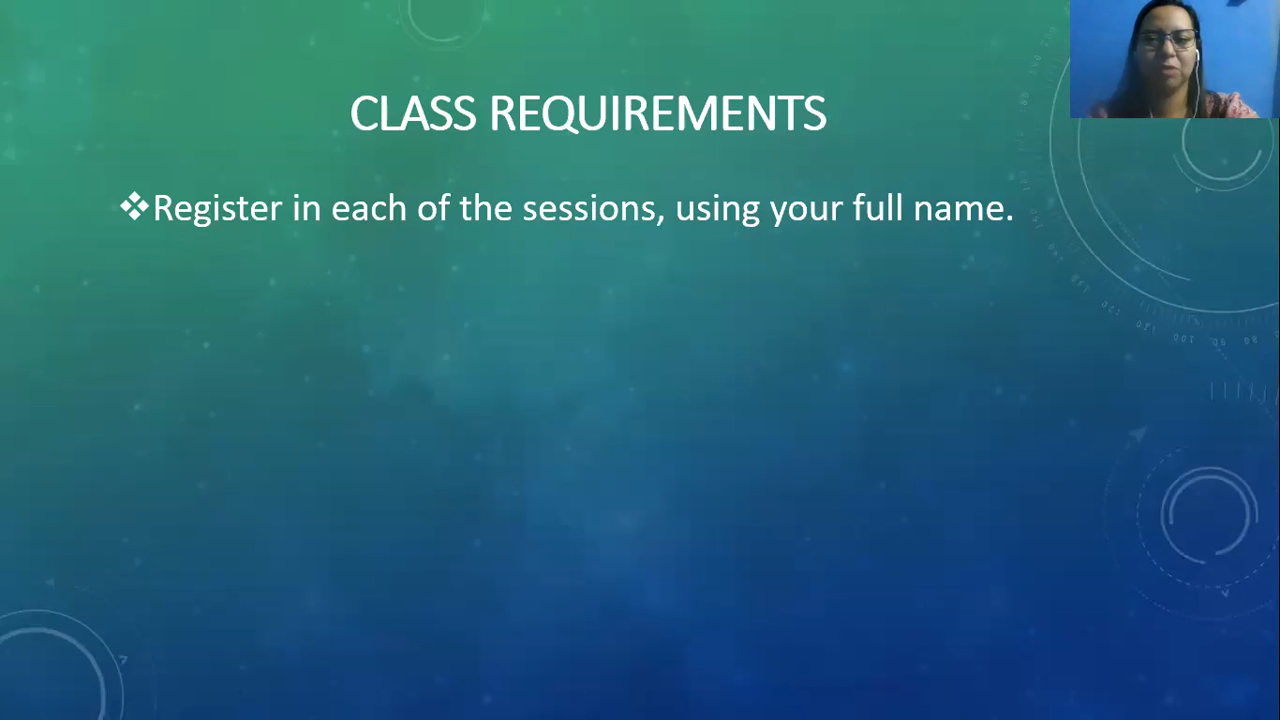 CLASS REQUIREMENTS
❖Register in each of the sessions, using your full name.